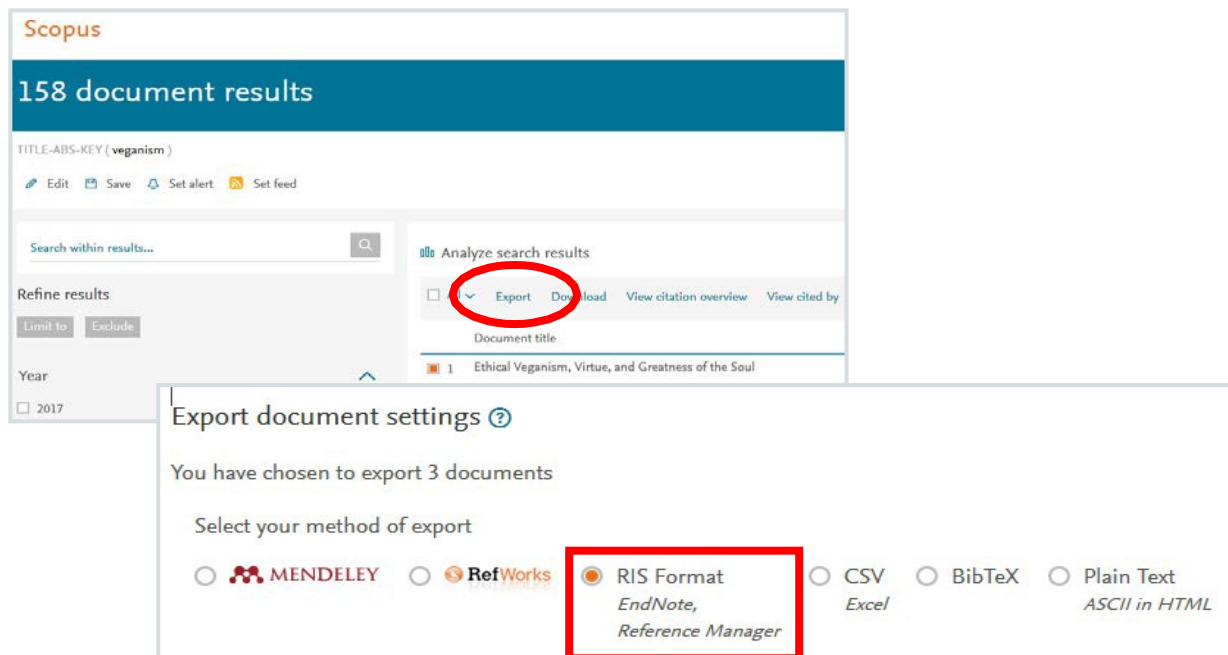 Scopus
158 document results
TITLE-ABS-KEY ( veganism )
Edit Save Set alert Set feed
Search within results...
Refine results
Limit to Exclude
Year
2017
Analyze search results
Export Download View citation overview View cited by
Document title
1 Ethical Veganism, Virtue, and Greatness of the Soul
Export document settings ?
You have chosen to export 3 documents
Select your method of export
MENDELEY RefWorks RIS Format CSV BibTeX Plain Text
EndNote, Excel ASCII in HTML
Reference Manager